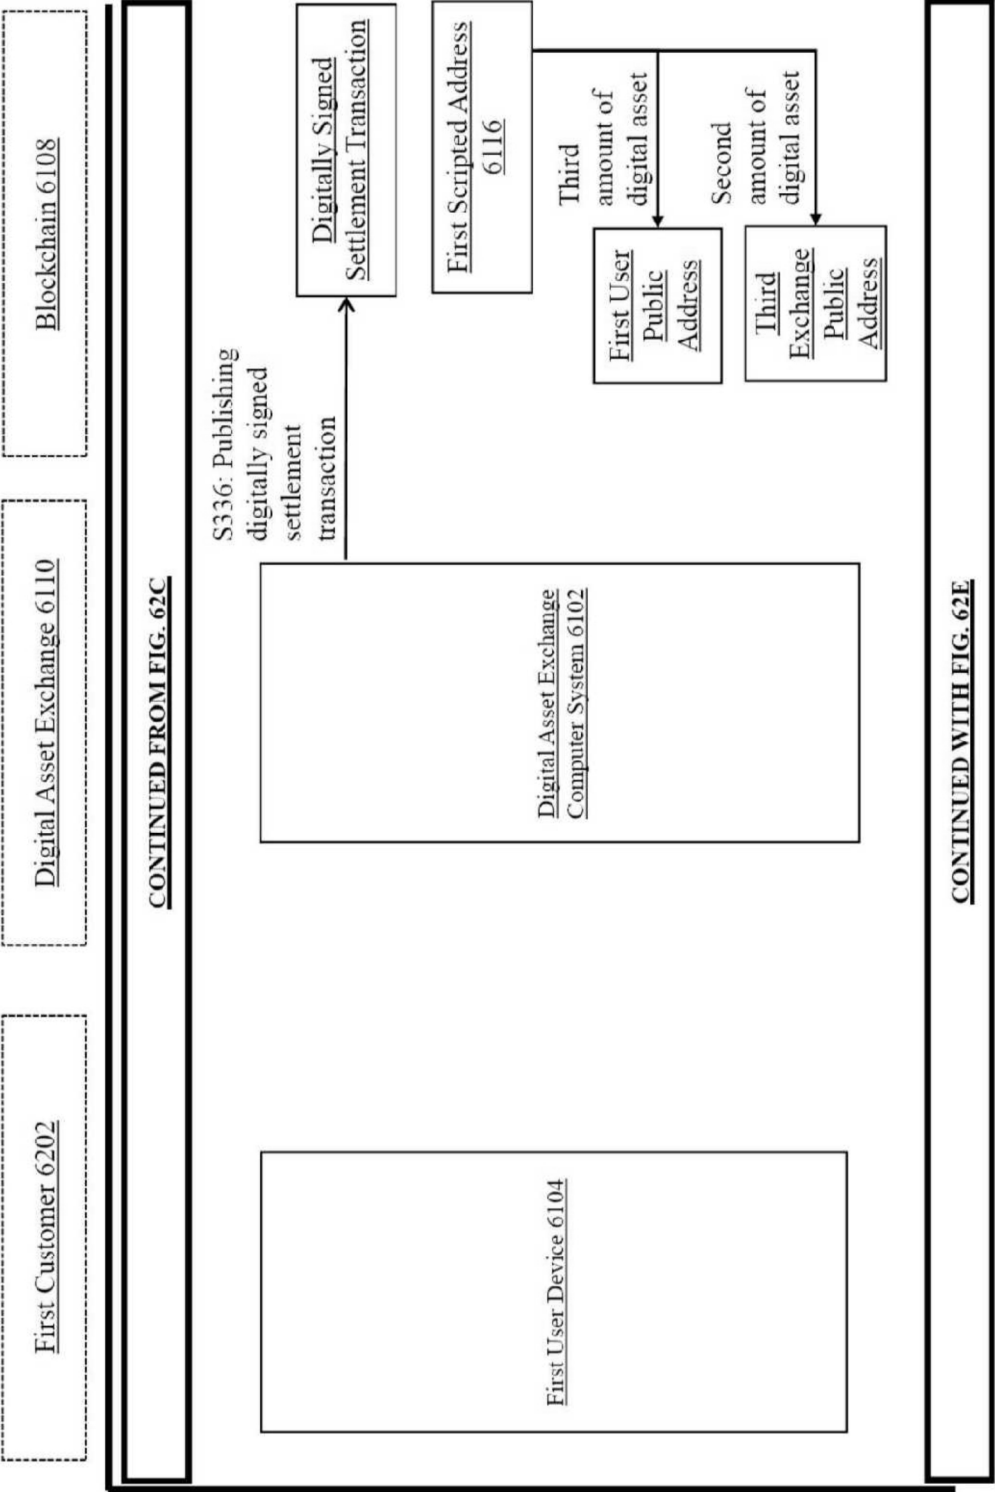 First Customer 6202
Digital Asset Exchange 6110
Blockchain 6108
CONTINUED FROM FIG. 62C
S336: Publishing
digitally signed
settlement
transaction
Digitally Signed
Settlement Transaction
First Scripted Address
6116
First User Device 6104
Digital Asset Exchange
Computer System 6102
Third
amount of
digital asset
First User
Public
Address
Second
amount of
digital asset
Third
Exchange
Public
Address
CONTINUED WITH FIG. 62E